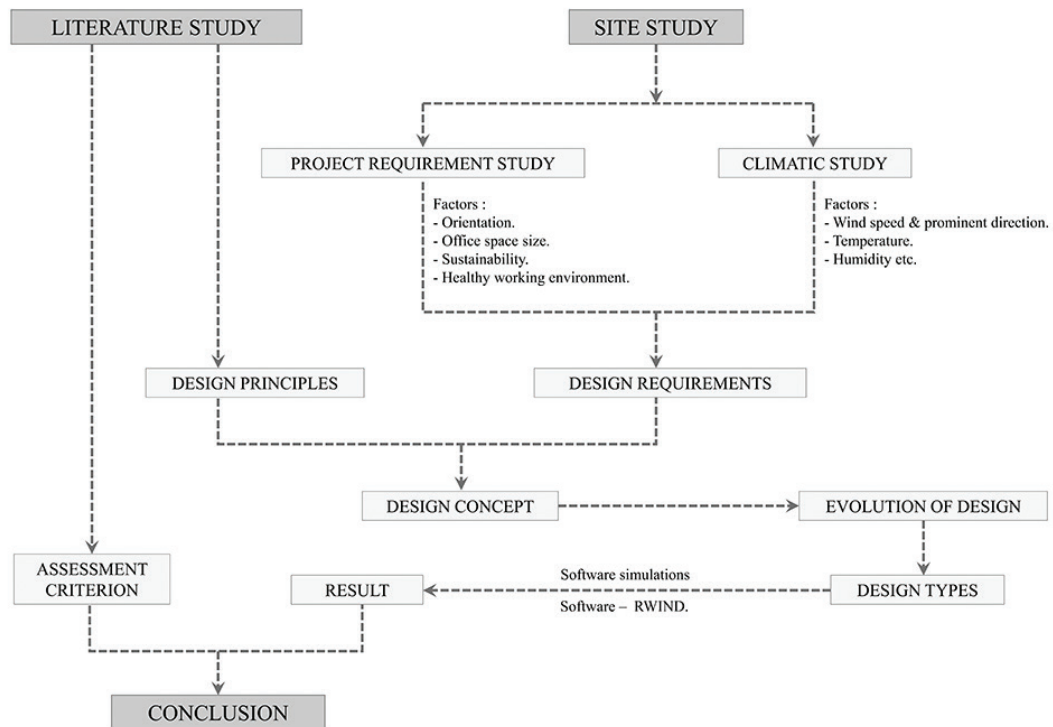 LITERATURE STUDY
SITE STUDY
PROJECT REQUIREMENT STUDY
CLIMATIC STUDY
Factors :
- Orientation.
- Office space size.
- Sustainability.
- Healthy working environment.
Factors :
- Wind speed & prominent direction.
- Temperature.
- Humidity etc.
DESIGN PRINCIPLES
DESIGN REQUIREMENTS
DESIGN CONCEPT
EVOLUTION OF DESIGN
ASSESSMENT
CRITERION
RESULT
Software simulations
Software – RWIND.
DESIGN TYPES
CONCLUSION